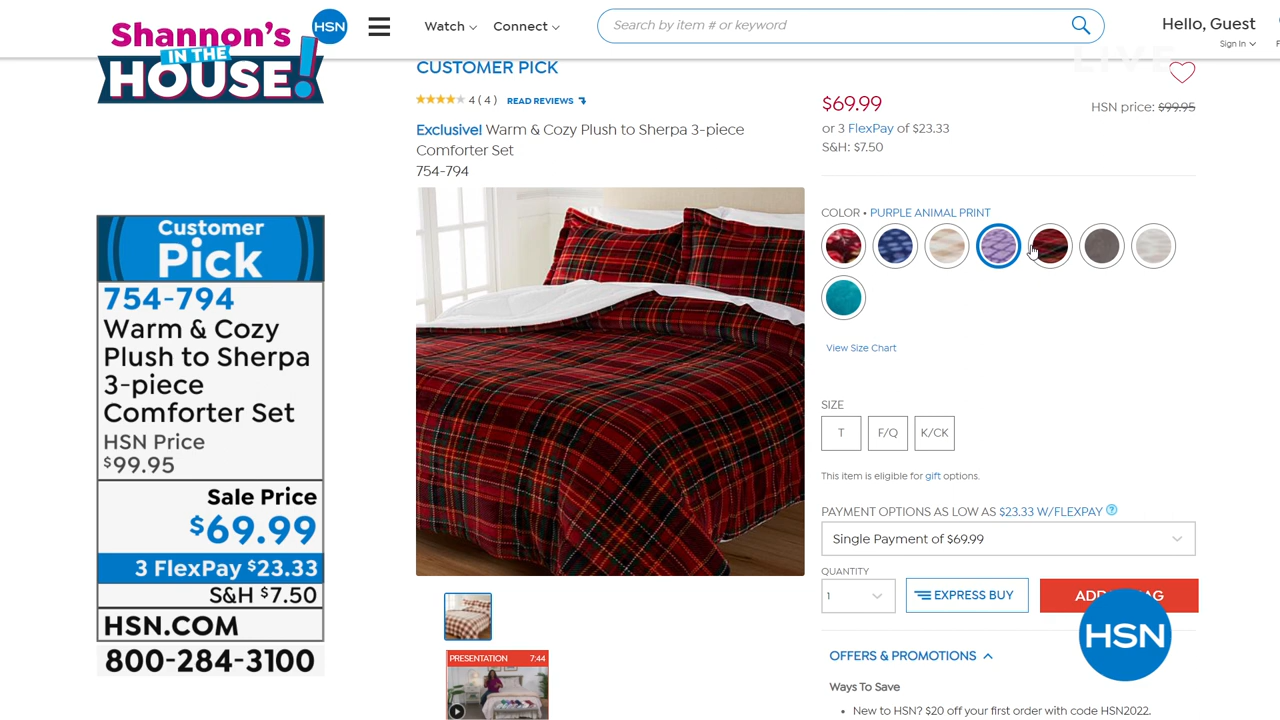 Shannon's
IN THE
HOUSE!
HSN
Watch
Connect
Search by item # or keyword
Hello, Guest
Sign In
LIVE
CUSTOMER PICK
4 ( 4 )
READ REVIEWS
Exclusive! Warm & Cozy Plush to Sherpa 3-piece
Comforter Set
754-794
$69.99
HSN price: $99.95
or 3 FlexPay of $23.33
S&H: $7.50
COLOR • PURPLE ANIMAL PRINT
View Size Chart
SIZE
T
F/Q
K/CK
This item is eligible for gift options.
PAYMENT OPTIONS AS LOW AS $23.33 W/FLEXPAY ?
Single Payment of $69.99
QUANTITY
1
EXPRESS BUY
HSN
OFFERS & PROMOTIONS
Ways To Save
• New to HSN? $20 off your first order with code HSN2022.
PRESENTATION 7:44
Customer
Pick
754-794
Warm & Cozy
Plush to Sherpa
3-piece
Comforter Set
HSN Price
$99.95
Sale Price
$69.99
3 FlexPay $23.33
S&H $7.50
HSN.COM
800-284-3100